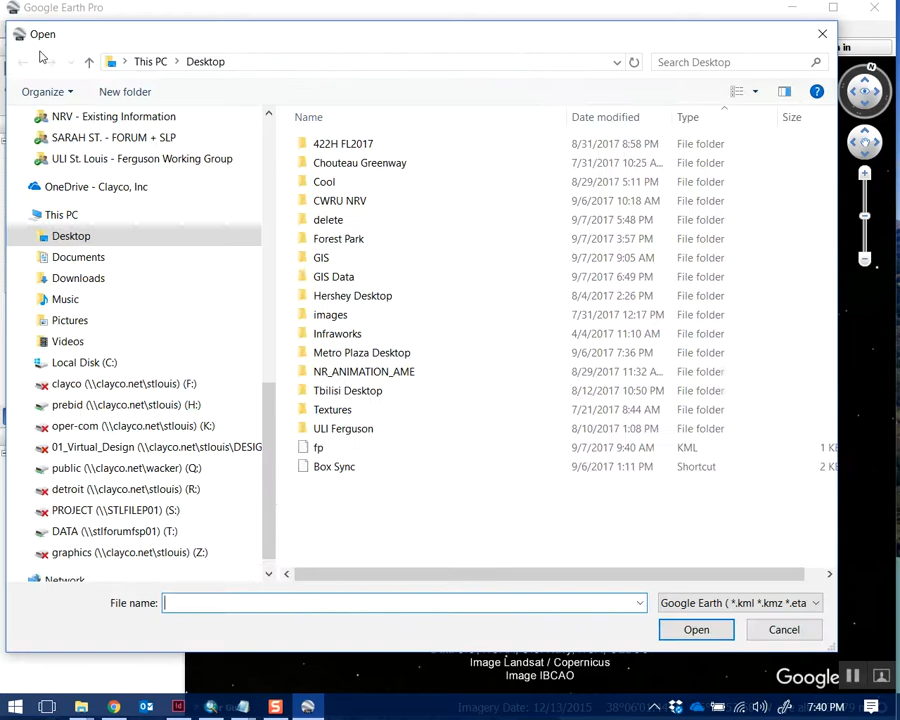 Google Earth Pro
Open
This PC > Desktop
Search Desktop
Organize
New folder
in
N
NRV - Existing Information
SARAH ST. - FORUM + SLP
ULI St. Louis - Ferguson Working Group
OneDrive - Clayco, Inc
This PC
Desktop
Documents
Downloads
Music
Pictures
Videos
Local Disk (C:)
clayco (\\clayco.net\stlouis) (F:)
prebid (\\clayco.net\stlouis) (H:)
oper-com (\\clayco.net\stlouis) (K:)
01_Virtual_Design (\\clayco.net\stlouis\DESIG
public (\\clayco.net\wacker) (Q:)
detroit (\\clayco.net\stlouis) (R:)
PROJECT (\\STLFILEP01) (S:)
DATA (\\stlforumfsp01) (T:)
graphics (\\clayco.net\stlouis) (Z:)
Network
Name Date modified Type Size
422H FL2017 8/31/2017 8:58 PM File folder
Chouteau Greenway 7/31/2017 10:25 A... File folder
Cool 8/29/2017 5:11 PM File folder
CWRU NRV 9/6/2017 10:18 AM File folder
delete 9/7/2017 5:48 PM File folder
Forest Park 9/7/2017 3:57 PM File folder
GIS 9/7/2017 9:05 AM File folder
GIS Data 9/7/2017 6:49 PM File folder
Hershey Desktop 8/4/2017 2:26 PM File folder
images 7/31/2017 12:17 PM File folder
Infraworks 4/4/2017 11:10 AM File folder
Metro Plaza Desktop 9/6/2017 7:36 PM File folder
NR_ANIMATION_AME 8/29/2017 11:32 A... File folder
Tbilisi Desktop 8/12/2017 10:50 PM File folder
Textures 7/21/2017 8:44 AM File folder
ULI Ferguson 8/10/2017 1:08 PM File folder
fp 9/7/2017 9:40 AM KML 1 K
Box Sync 9/6/2017 1:11 PM Shortcut 2 K
File name:
Google Earth ( *.kml *.kmz *.eta
Open
Cancel
Image Landsat / Copernicus
Image IBCAO
Google
Imagery Date: 12/13/2015
7:40 PM